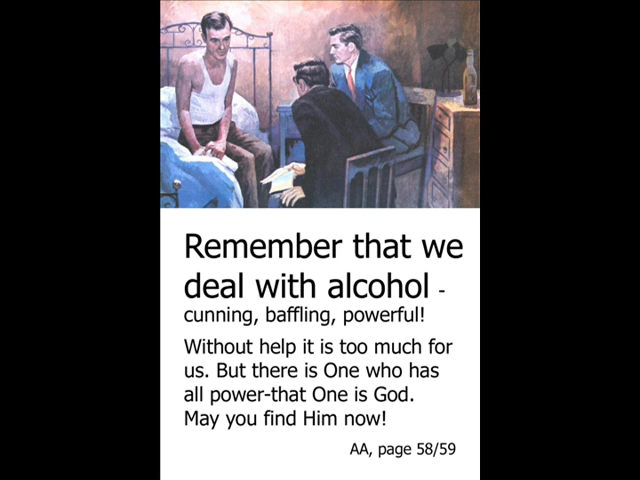 Remember that we
deal with alcohol -
cunning, baffling, powerful!
Without help it is too much for
us. But there is One who has
all power-that One is God.
May you find Him now!
AA, page 58/59